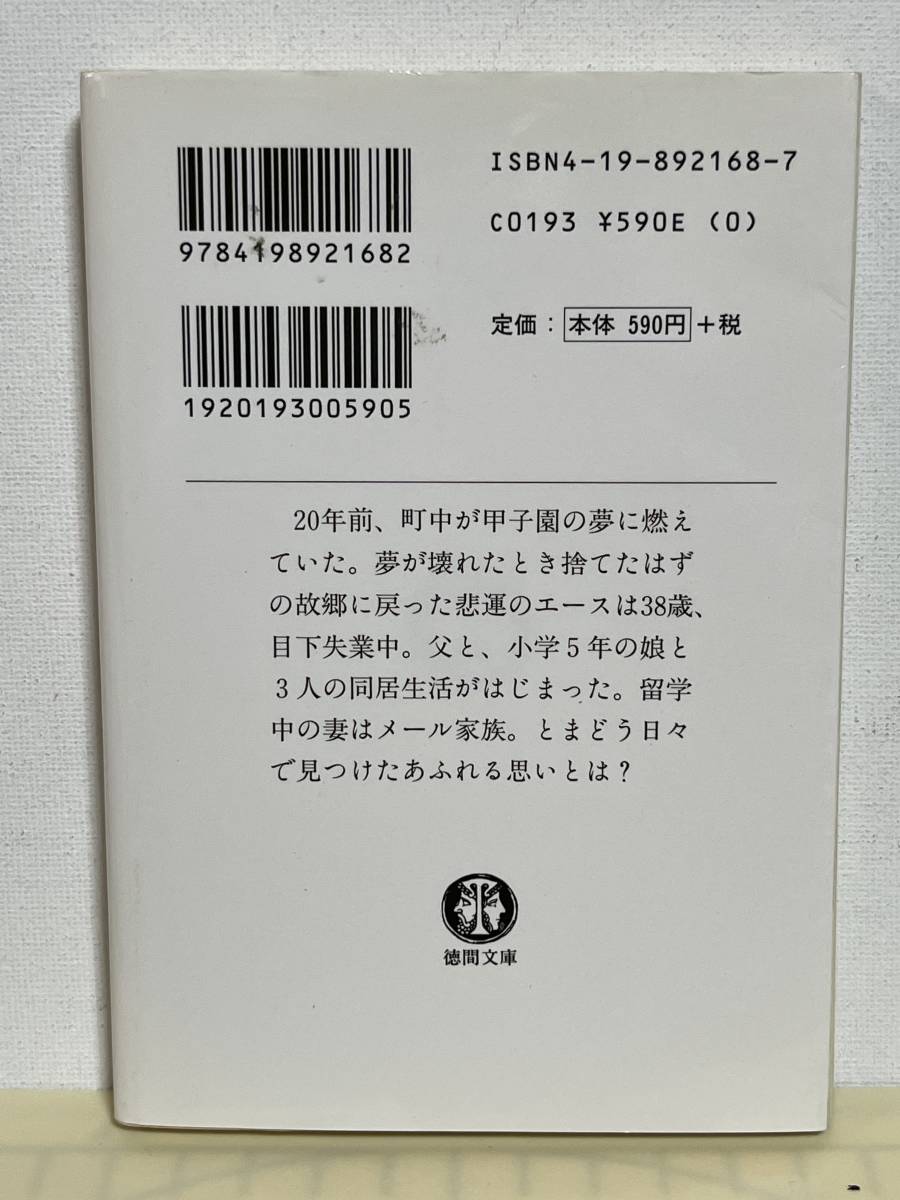 9784198921682
ISBN4-19-892168-7
C0193 ¥590E (0)
1920193005905
定価：本体 590円+税
20年前、町中が甲子園の夢に燃え
ていた。夢が壊れたとき捨てたはず
の故郷に戻った悲運のエースは38歳、
目下失業中。父と、小学５年の娘と
３人の同居生活がはじまった。留学
中の妻はメール家族。とまどう日々
で見つけたあふれる思いとは？
徳間文庫